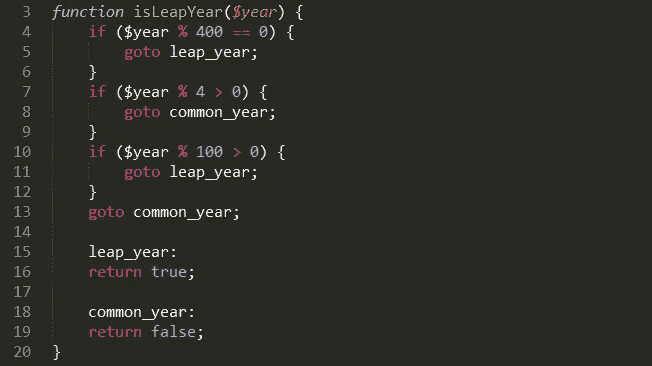 3 function isLeapYear($year) {
4 if ($year % 400 == 0) {
5 goto leap_year;
6 }
7 if ($year % 4 > 0) {
8 goto common_year;
9 }
10 if ($year % 100 > 0) {
11 goto leap_year;
12 }
13 goto common_year;
14
15 leap_year:
16 return true;
17
18 common_year:
19 return false;
20 }